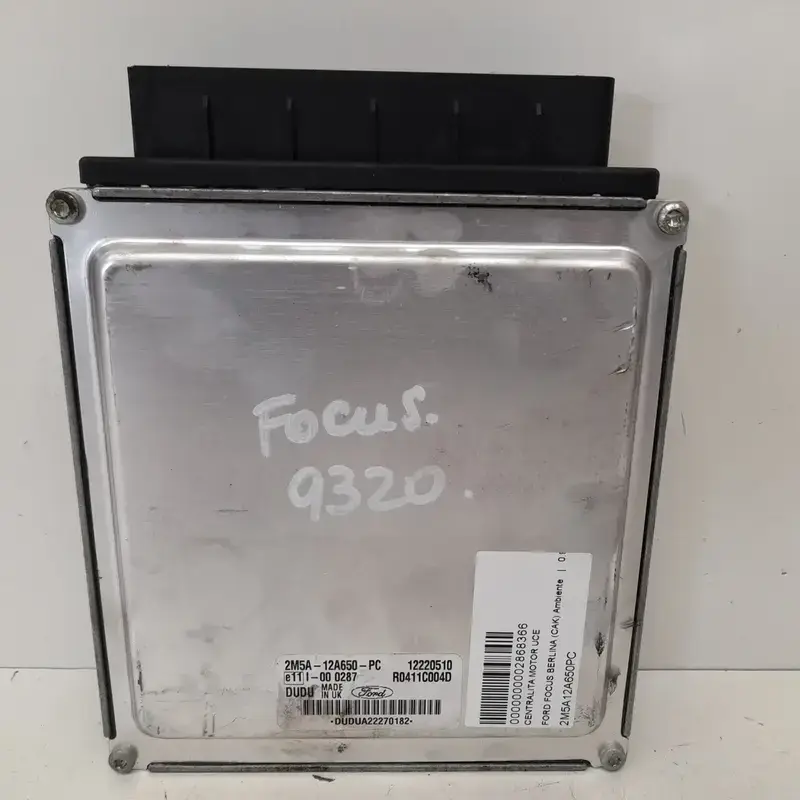 Focus.
9320.
2M5A-12A650-PC 12220510
e11 I-00 0287 R0411C004D
DUDU MADE IN UK Ford
-DUDUA22270182-
0000000002868366
CENTRALITA MOTOR UCE
FORD FOCUS BERLINA (CAK) Ambiente |
2M5A12A650PC